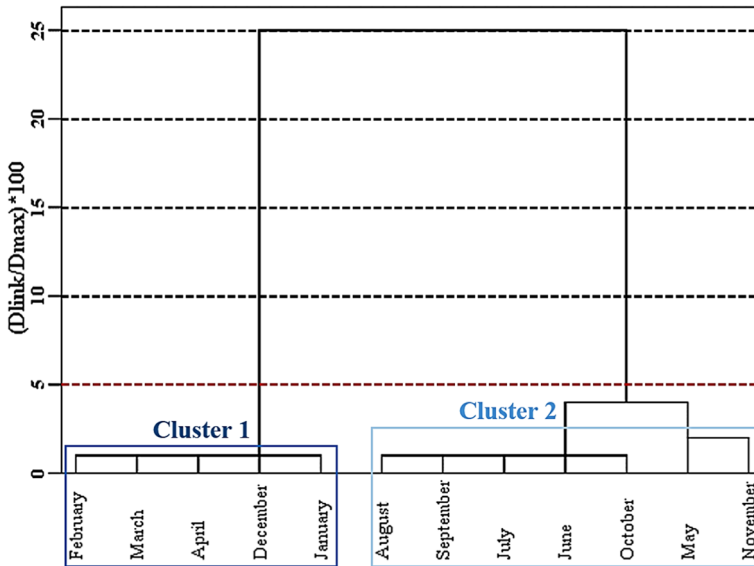 (Dlink/Dmax)*100
25
20
15
10
5
0
Cluster 1
Cluster 2
February
March
April
December
January
August
September
July
June
October
May
November